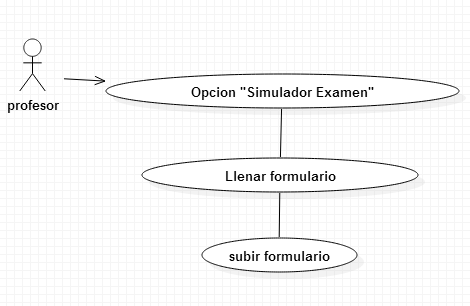 profesor
Opcion "Simulador Examen"
Llenar formulario
subir formulario